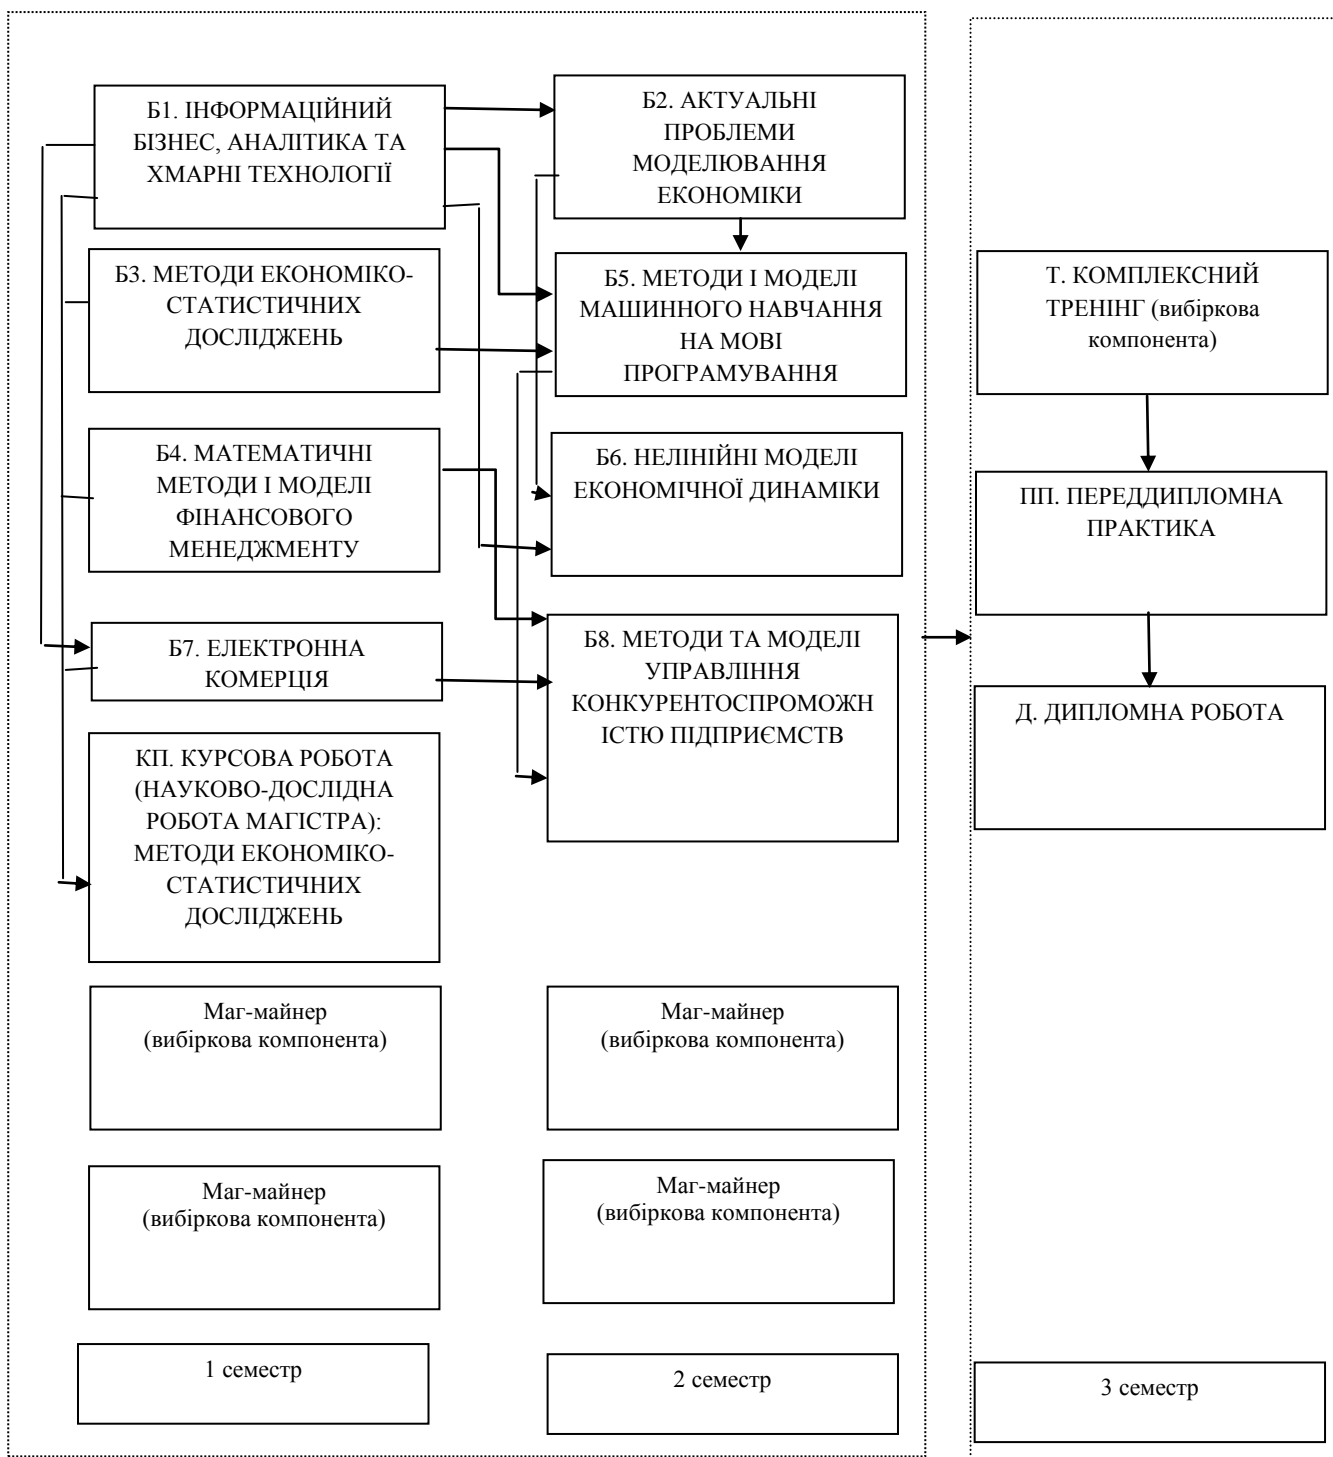 Б1. ІНФОРМАЦІЙНИЙ
БІЗНЕС, АНАЛІТИКА ТА
ХМАРНІ ТЕХНОЛОГІЇ
Б3. МЕТОДИ ЕКОНОМІКО-
СТАТИСТИЧНИХ
ДОСЛІДЖЕНЬ
Б4. МАТЕМАТИЧНІ
МЕТОДИ І МОДЕЛІ
ФІНАНСОВОГО
МЕНЕДЖМЕНТУ
Б7. ЕЛЕКТРОННА
КОМЕРЦІЯ
КП. КУРСОВА РОБОТА
(НАУКОВО-ДОСЛІДНА
РОБОТА МАГІСТРА):
МЕТОДИ ЕКОНОМІКО-
СТАТИСТИЧНИХ
ДОСЛІДЖЕНЬ
Маг-майнер
(вибіркова компонента)
Маг-майнер
(вибіркова компонента)
1 семестр
Б2. АКТУАЛЬНІ
ПРОБЛЕМИ
МОДЕЛЮВАННЯ
ЕКОНОМІКИ
Б5. МЕТОДИ І МОДЕЛІ
МАШИННОГО НАВЧАННЯ
НА МОВІ
ПРОГРАМУВАННЯ
Б6. НЕЛІНІЙНІ МОДЕЛІ
ЕКОНОМІЧНОЇ ДИНАМІКИ
Б8. МЕТОДИ ТА МОДЕЛІ
УПРАВЛІННЯ
КОНКУРЕНТОСПРОМОЖН
ІСТЮ ПІДПРИЄМСТВ
Маг-майнер
(вибіркова компонента)
Маг-майнер
(вибіркова компонента)
2 семестр
Т. КОМПЛЕКСНИЙ
ТРЕНІНГ (вибіркова
компонента)
ПП. ПЕРЕДДИПЛОМНА
ПРАКТИКА
Д. ДИПЛОМНА РОБОТА
3 семестр